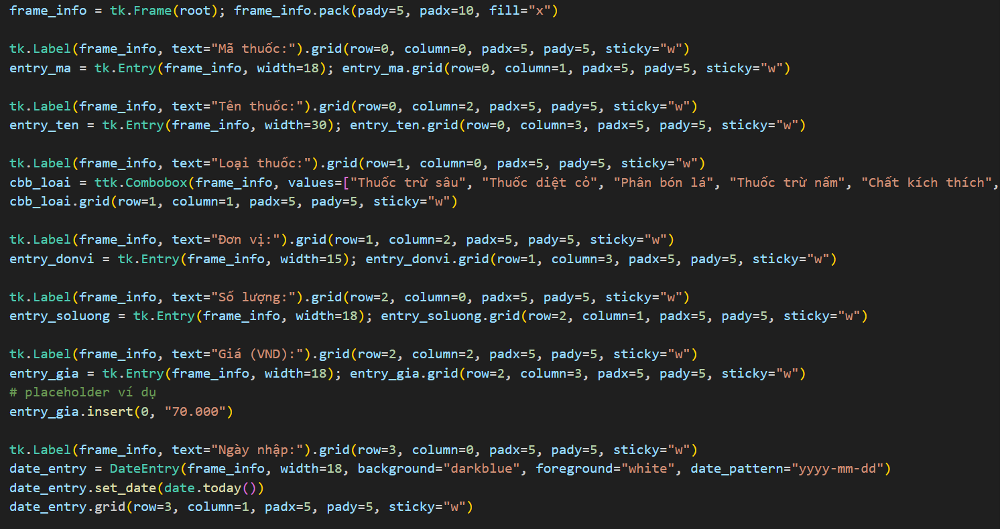 frame_info = tk.Frame(root); frame_info.pack(pady=5, padx=10, fill="x")
tk.Label(frame_info, text="Mã thuốc:").grid(row=0, column=0, padx=5, pady=5, sticky="w")
entry_ma = tk.Entry(frame_info, width=18); entry_ma.grid(row=0, column=1, padx=5, pady=5, sticky="w")
tk.Label(frame_info, text="Tên thuốc:").grid(row=0, column=2, padx=5, pady=5, sticky="w")
entry_ten = tk.Entry(frame_info, width=30); entry_ten.grid(row=0, column=3, padx=5, pady=5, sticky="w")
tk.Label(frame_info, text="Loại thuốc:").grid(row=1, column=0, padx=5, pady=5, sticky="w")
cbb_loai = ttk.Combobox(frame_info, values=["Thuốc trừ sâu", "Thuốc diệt cỏ", "Phân bón lá", "Thuốc trừ nấm", "Chất kích thích",
cbb_loai.grid(row=1, column=1, padx=5, pady=5, sticky="w")
tk.Label(frame_info, text="Đơn vị:").grid(row=1, column=2, padx=5, pady=5, sticky="w")
entry_donvi = tk.Entry(frame_info, width=15); entry_donvi.grid(row=1, column=3, padx=5, pady=5, sticky="w")
tk.Label(frame_info, text="Số lượng:").grid(row=2, column=0, padx=5, pady=5, sticky="w")
entry_soluong = tk.Entry(frame_info, width=18); entry_soluong.grid(row=2, column=1, padx=5, pady=5, sticky="w")
tk.Label(frame_info, text="Giá (VND):").grid(row=2, column=2, padx=5, pady=5, sticky="w")
entry_gia = tk.Entry(frame_info, width=18); entry_gia.grid(row=2, column=3, padx=5, pady=5, sticky="w")
# placeholder ví dụ
entry_gia.insert(0, "70.000")
tk.Label(frame_info, text="Ngày nhập:").grid(row=3, column=0, padx=5, pady=5, sticky="w")
date_entry = DateEntry(frame_info, width=18, background="darkblue", foreground="white", date_pattern="yyyy-mm-dd")
date_entry.set_date(date.today())
date_entry.grid(row=3, column=1, padx=5, pady=5, sticky="w")